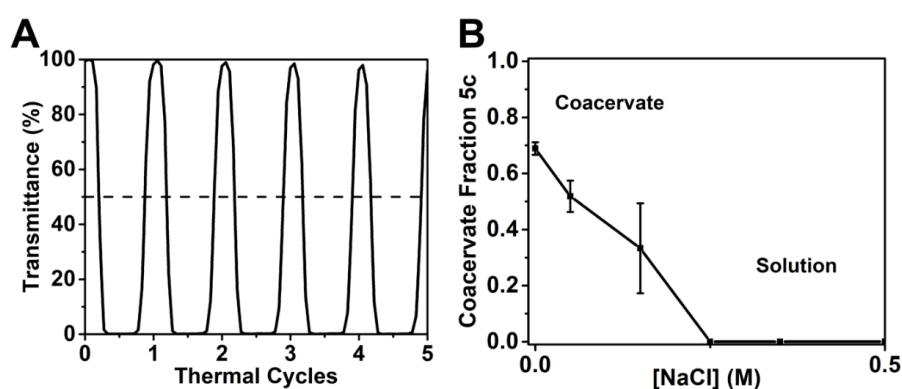 A
Transmittance (%)
100
80
60
40
20
0
0
1
2
3
4
5
Thermal Cycles
B
Coacervate Fraction 5c
1.0
0.8
0.6
0.4
0.2
0.0
Coacervate
Solution
0.0
0.5
[NaCl] (M)